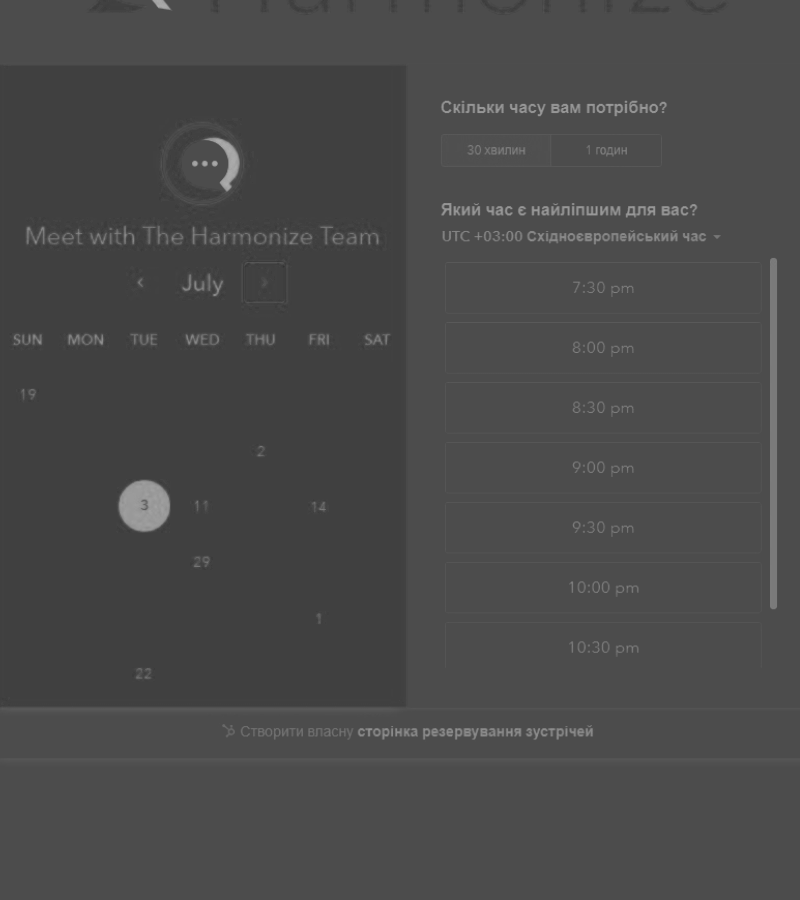 Harmonize
Meet with The Harmonize Team
July
SUN MON TUE WED THU FRI SAT
19
2
3 11 14
29
1
22
Скільки часу вам потрібно?
30 хвилин 1 годин
Який час є найліпшим для вас?
UTC +03:00 Східноєвропейський час
7:30 pm
8:00 pm
8:30 pm
9:00 pm
9:30 pm
10:00 pm
10:30 pm
Створити власну сторінка резервування зустрічей